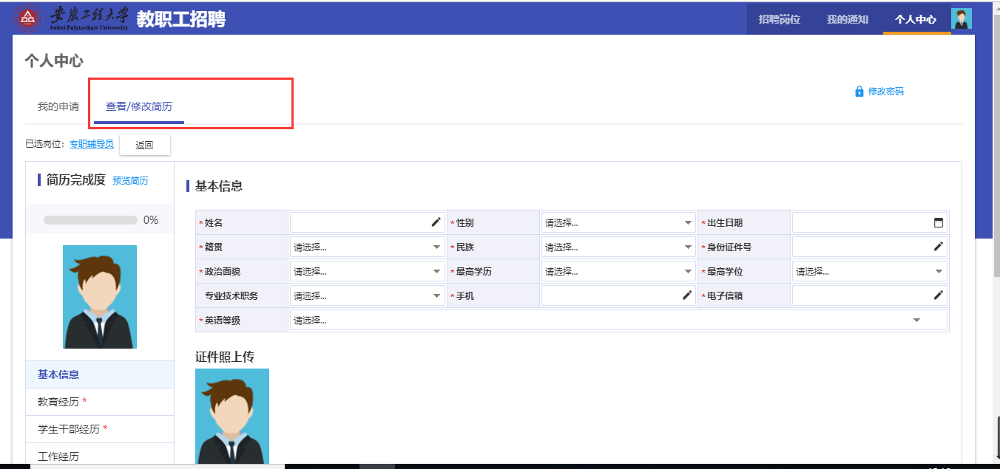 安徽工程大学 教职工招聘 招聘岗位 我的通知 个人中心
Anhui Polytechnic University
个人中心
我的申请 查看/修改简历 修改密码
已选岗位: 专职辅导员 返回
简历完成度 预览简历
0%
基本信息
教育经历 *
学生干部经历 *
工作经历
基本信息
*姓名 *性别 请选择... *出生日期
*籍贯 请选择... *民族 请选择... *身份证件号
*政治面貌 请选择... *最高学历 请选择... *最高学位 请选择...
专业技术职务 请选择... *手机 *电子信箱
*英语等级 请选择...
证件照上传